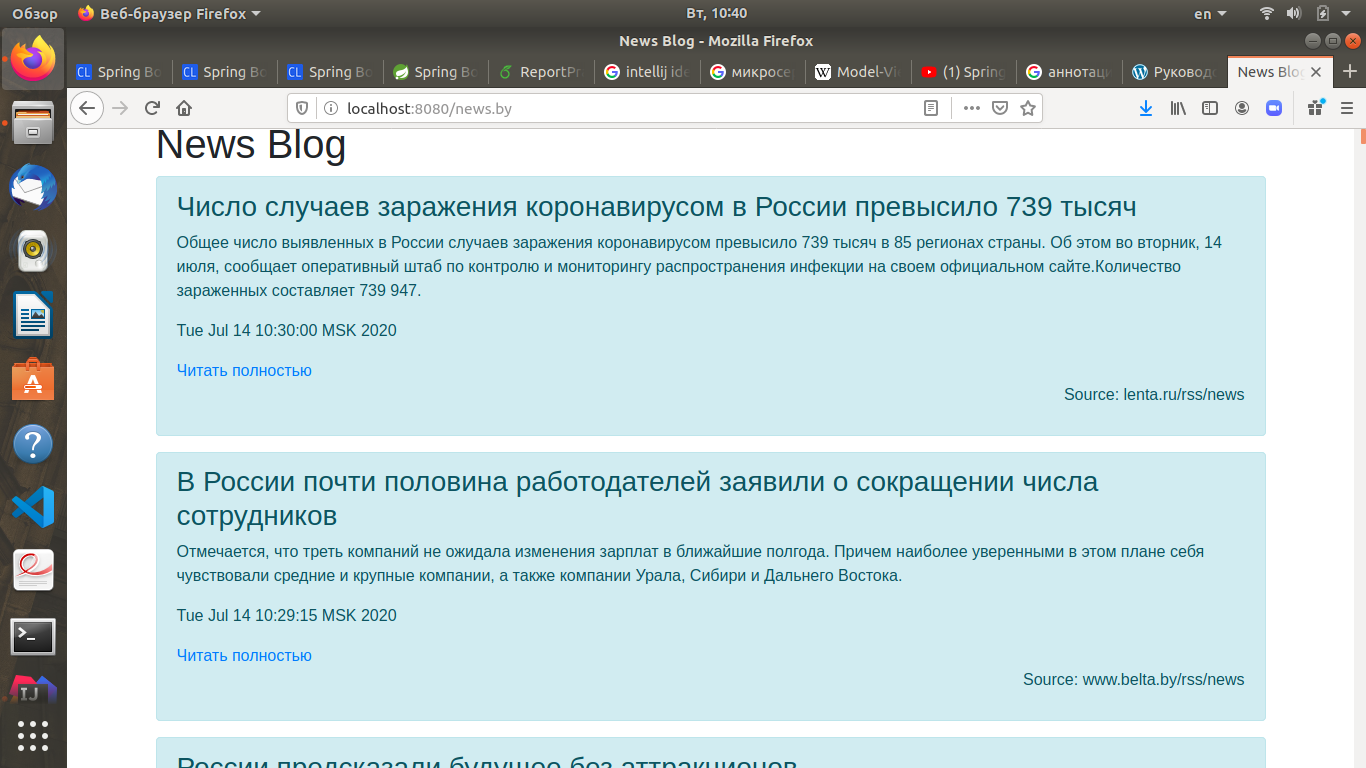 Обзор Веб-браузер Firefox Вт, 10:40 en
News Blog - Mozilla Firefox
Spring Bo Spring Bo Spring Bo Spring Bo ReportPr intellij ide микросе Model-Vi (1) Spring аннотаци Руковод News Blog
localhost:8080/news.by
News Blog
Число случаев заражения коронавирусом в России превысило 739 тысяч
Общее число выявленных в России случаев заражения коронавирусом превысило 739 тысяч в 85 регионах страны. Об этом во вторник, 14
июля, сообщает оперативный штаб по контролю и мониторингу распространения инфекции на своем официальном сайте.Количество
зараженных составляет 739 947.
Tue Jul 14 10:30:00 MSK 2020
Читать полностью
Source: lenta.ru/rss/news
В России почти половина работодателей заявили о сокращении числа
сотрудников
Отмечается, что треть компаний не ожидала изменения зарплат в ближайшие полгода. Причем наиболее уверенными в этом плане себя
чувствовали средние и крупные компании, а также компании Урала, Сибири и Дальнего Востока.
Tue Jul 14 10:29:15 MSK 2020
Читать полностью
Source: www.belta.by/rss/news
России предсказали будущее без аттракционов